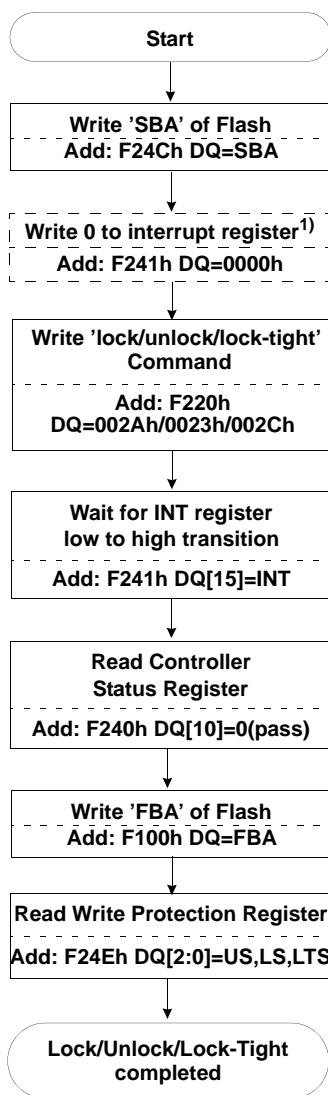 Start
Write 'SBA' of Flash
Add: F24Ch DQ=SBA
Write 0 to interrupt register1)
Add: F241h DQ=0000h
Write 'lock/unlock/lock-tight'
Command
Add: F220h
DQ=002Ah/0023h/002Ch
Wait for INT register
low to high transition
Add: F241h DQ[15]=INT
Read Controller
Status Register
Add: F240h DQ[10]=0(pass)
Write 'FBA' of Flash
Add: F100h DQ=FBA
Read Write Protection Register
Add: F24Eh DQ[2:0]=US,LS,LTS
Lock/Unlock/Lock-Tight
completed